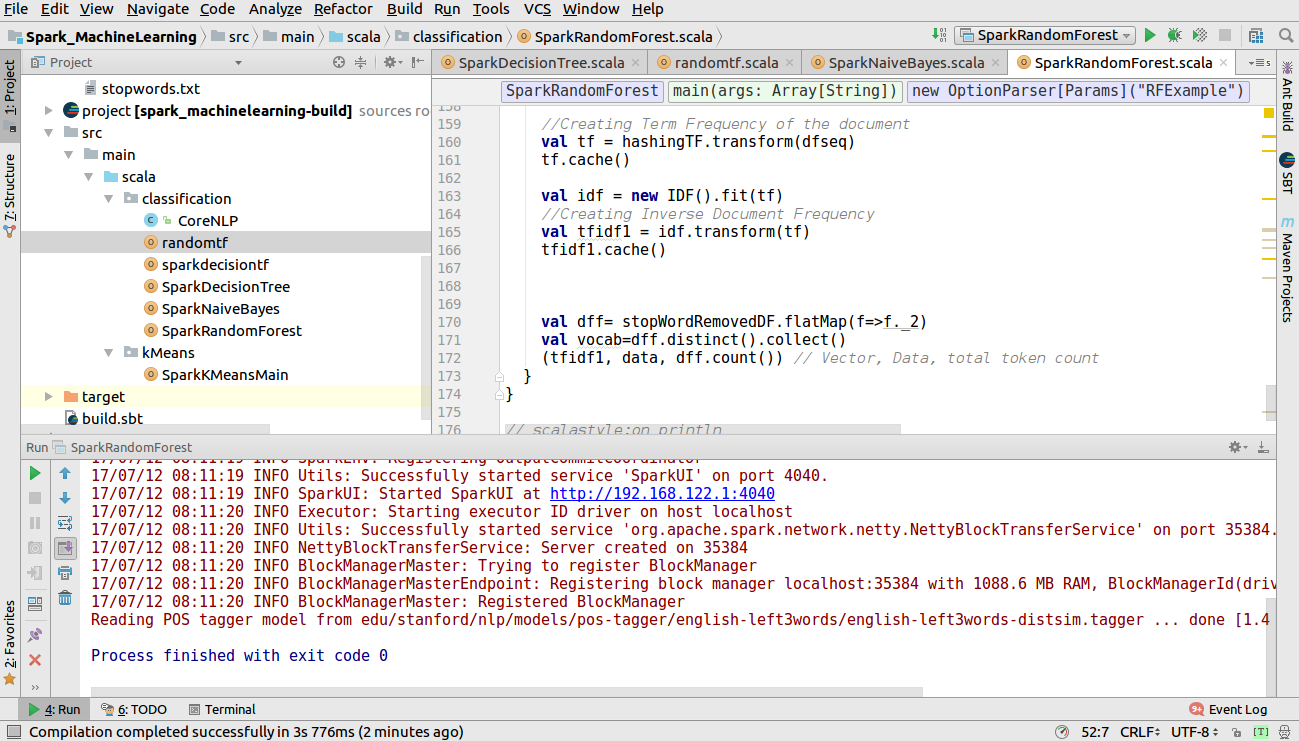 File Edit View Navigate Code Analyze Refactor Build Run Tools VCS Window Help
Spark_MachineLearning src main scala classification SparkRandomForest.scala SparkRandomForest
1: Project
7: Structure
2: Favorites
Project
stopwords.txt
project [spark_machinelearning-build] sources ro
src
main
scala
classification
CoreNLP
randomtf
sparkdecisiontf
SparkDecisionTree
SparkNaiveBayes
SparkRandomForest
kMeans
SparkKMeansMain
target
build.sbt
SparkDecisionTree.scala randomtf.scala SparkNaiveBayes.scala SparkRandomForest.scala
SparkRandomForest main(args: Array[String]) new OptionParser[Params]("RFExample")
158
159 //Creating Term Frequency of the document
160 val tf = hashingTF.transform(dfseq)
161 tf.cache()
162
163 val idf = new IDF().fit(tf)
164 //Creating Inverse Document Frequency
165 val tfidf1 = idf.transform(tf)
166 tfidf1.cache()
167
168
169
170 val dff= stopWordRemovedDF.flatMap(f=>f._2)
171 val vocab=dff.distinct().collect()
172 (tfidf1, data, dff.count()) // Vector, Data, total token count
173 }
174 }
175
176 // scalastyle:on println
Ant Build
SBT
Maven Projects
Run SparkRandomForest
17/07/12 08:11:19 INFO SparkEnv: Registering OutputCommitCoordinator
17/07/12 08:11:19 INFO Utils: Successfully started service 'SparkUI' on port 4040.
17/07/12 08:11:19 INFO SparkUI: Started SparkUI at http://192.168.122.1:4040
17/07/12 08:11:20 INFO Executor: Starting executor ID driver on host localhost
17/07/12 08:11:20 INFO Utils: Successfully started service 'org.apache.spark.network.netty.NettyBlockTransferService' on port 35384.
17/07/12 08:11:20 INFO NettyBlockTransferService: Server created on 35384
17/07/12 08:11:20 INFO BlockManagerMaster: Trying to register BlockManager
17/07/12 08:11:20 INFO BlockManagerMasterEndpoint: Registering block manager localhost:35384 with 1088.6 MB RAM, BlockManagerId(driv
17/07/12 08:11:20 INFO BlockManagerMaster: Registered BlockManager
Reading POS tagger model from edu/stanford/nlp/models/pos-tagger/english-left3words/english-left3words-distsim.tagger ... done [1.4
Process finished with exit code 0
4: Run 6: TODO Terminal 9+ Event Log
Compilation completed successfully in 3s 776ms (2 minutes ago) 52:7 CRLF UTF-8 [T]